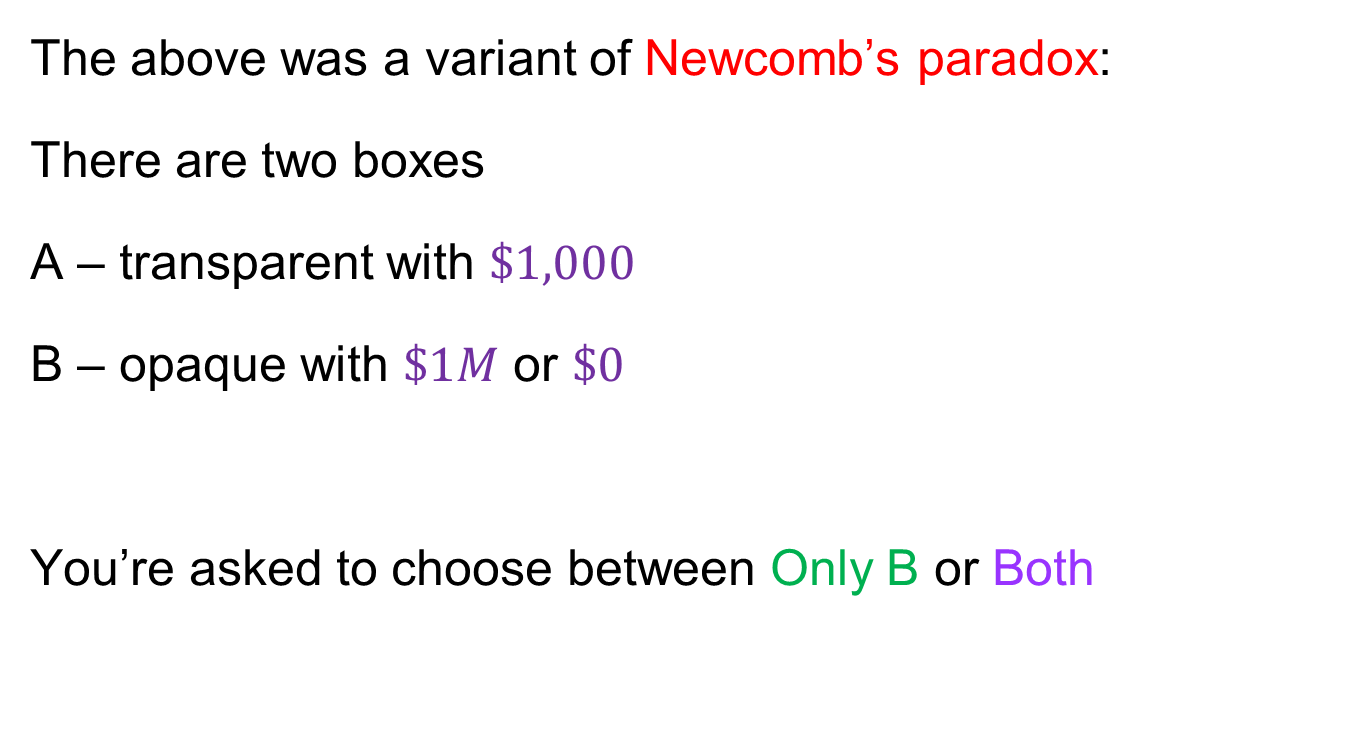 The above was a variant of Newcomb’s paradox:
There are two boxes
A – transparent with $1,000
B – opaque with $1M or $0
You’re asked to choose between Only B or Both